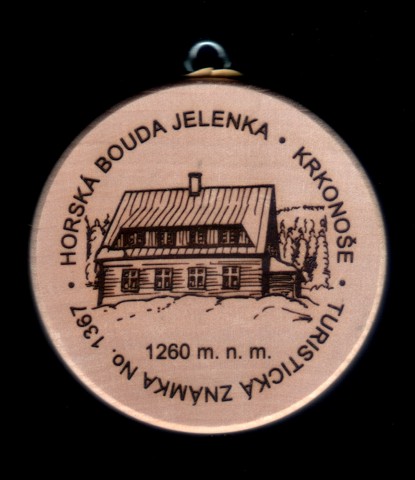 HORSKÁ BOUDA JELENKA • KRKONOŠE •
TURISTICKÁ ZNÁMKA No. 1367 •
1260 m. n. m.